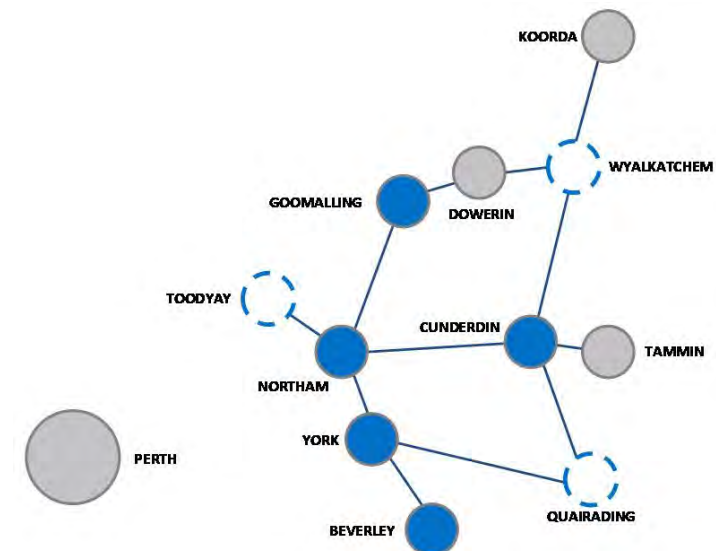 KOORDA
WYALKATCHEM
GOOMALLING
DOWERIN
TOODYAY
CUNDERDIN
TAMMIN
NORTHAM
YORK
PERTH
QUAIRADING
BEVERLEY